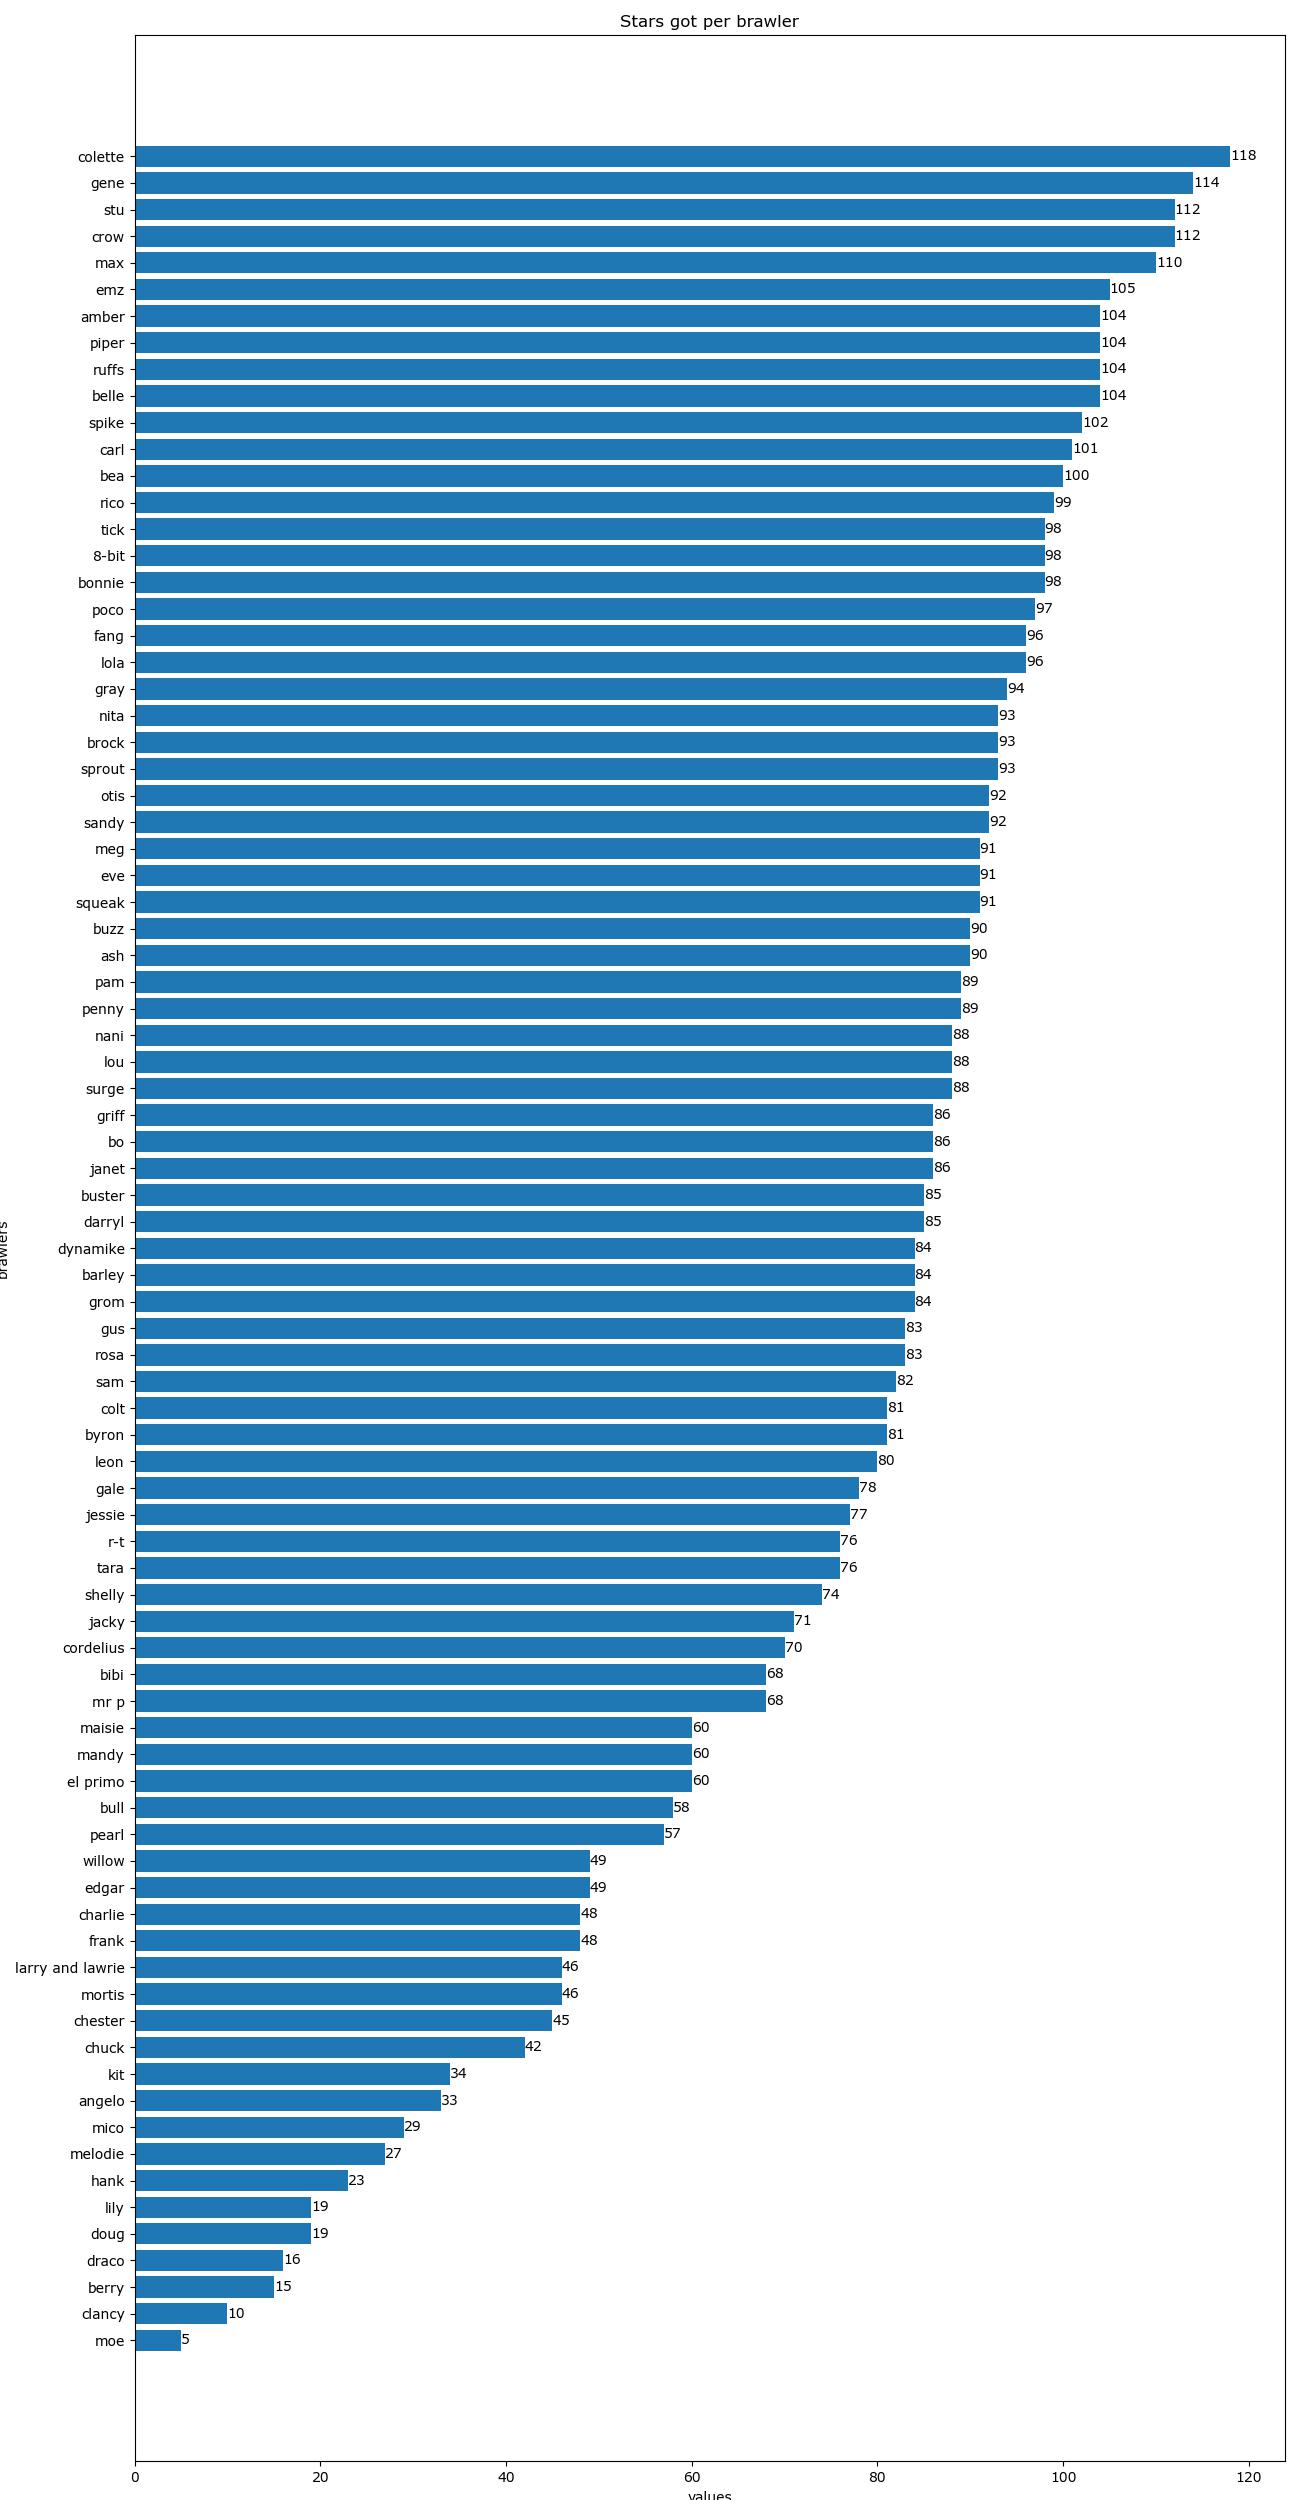 Stars got per brawler
colette 118
gene 114
stu 112
crow 112
max 110
emz 105
amber 104
piper 104
ruffs 104
belle 104
spike 102
carl 101
bea 100
rico 99
tick 98
8-bit 98
bonnie 98
poco 97
fang 96
lola 96
gray 94
nita 93
brock 93
sprout 93
otis 92
sandy 92
meg 91
eve 91
squeak 91
buzz 90
ash 90
pam 89
penny 89
nani 88
lou 88
surge 88
griff 86
bo 86
janet 86
buster 85
darryl 85
dynamike 84
barley 84
grom 84
gus 83
rosa 83
sam 82
colt 81
byron 81
leon 80
gale 78
jessie 77
r-t 76
tara 76
shelly 74
jacky 71
cordelius 70
bibi 68
mr p 68
maisie 60
mandy 60
el primo 60
bull 58
pearl 57
willow 49
edgar 49
charlie 48
frank 48
larry and lawrie 46
mortis 46
chester 45
chuck 42
kit 34
angelo 33
mico 29
melodie 27
hank 23
lily 19
doug 19
draco 16
berry 15
clancy 10
moe 5
brawlers
0 20 40 60 80 100 120
values